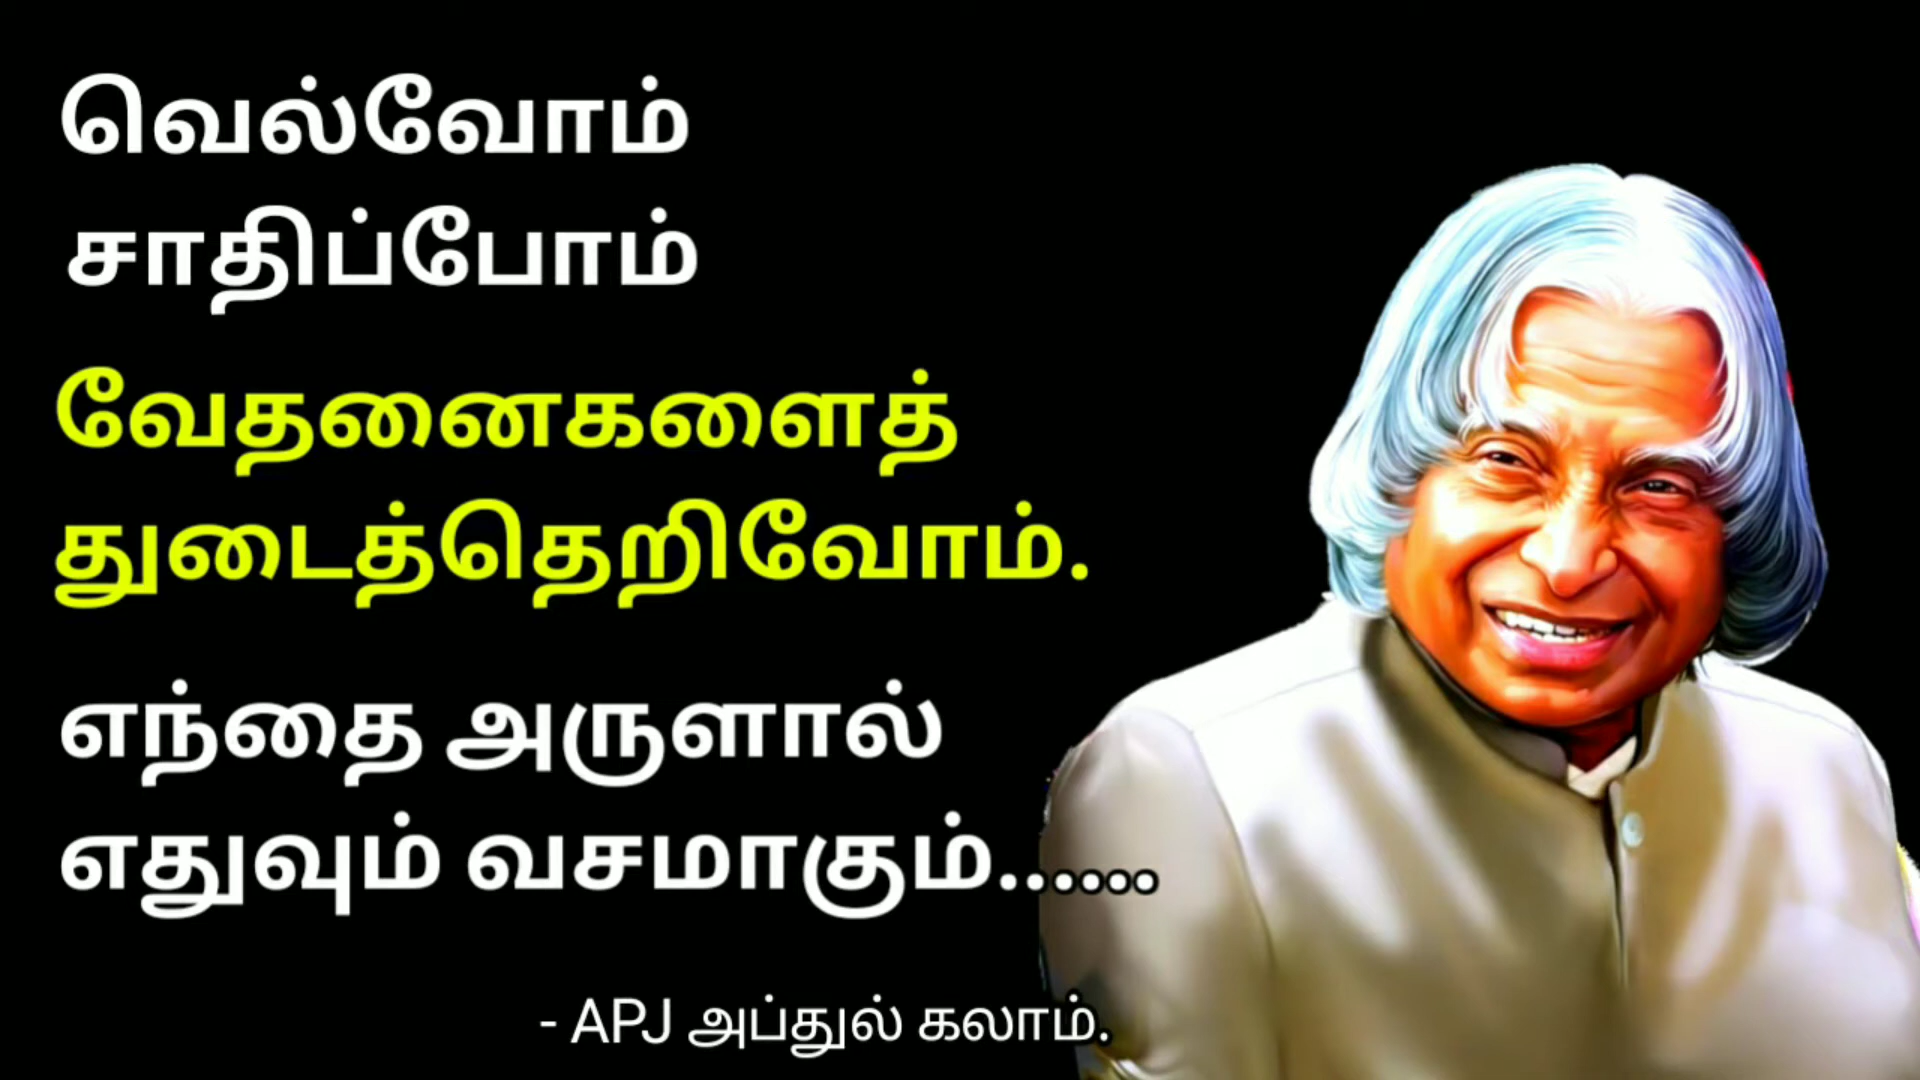 வெல்வோம்
சாதிப்போம்
வேதனைகளைத்
துடைத்தெறிவோம்.
எந்தை அருளால்
எதுவும் வசமாகும்.......
- APJ அப்துல் கலாம்.